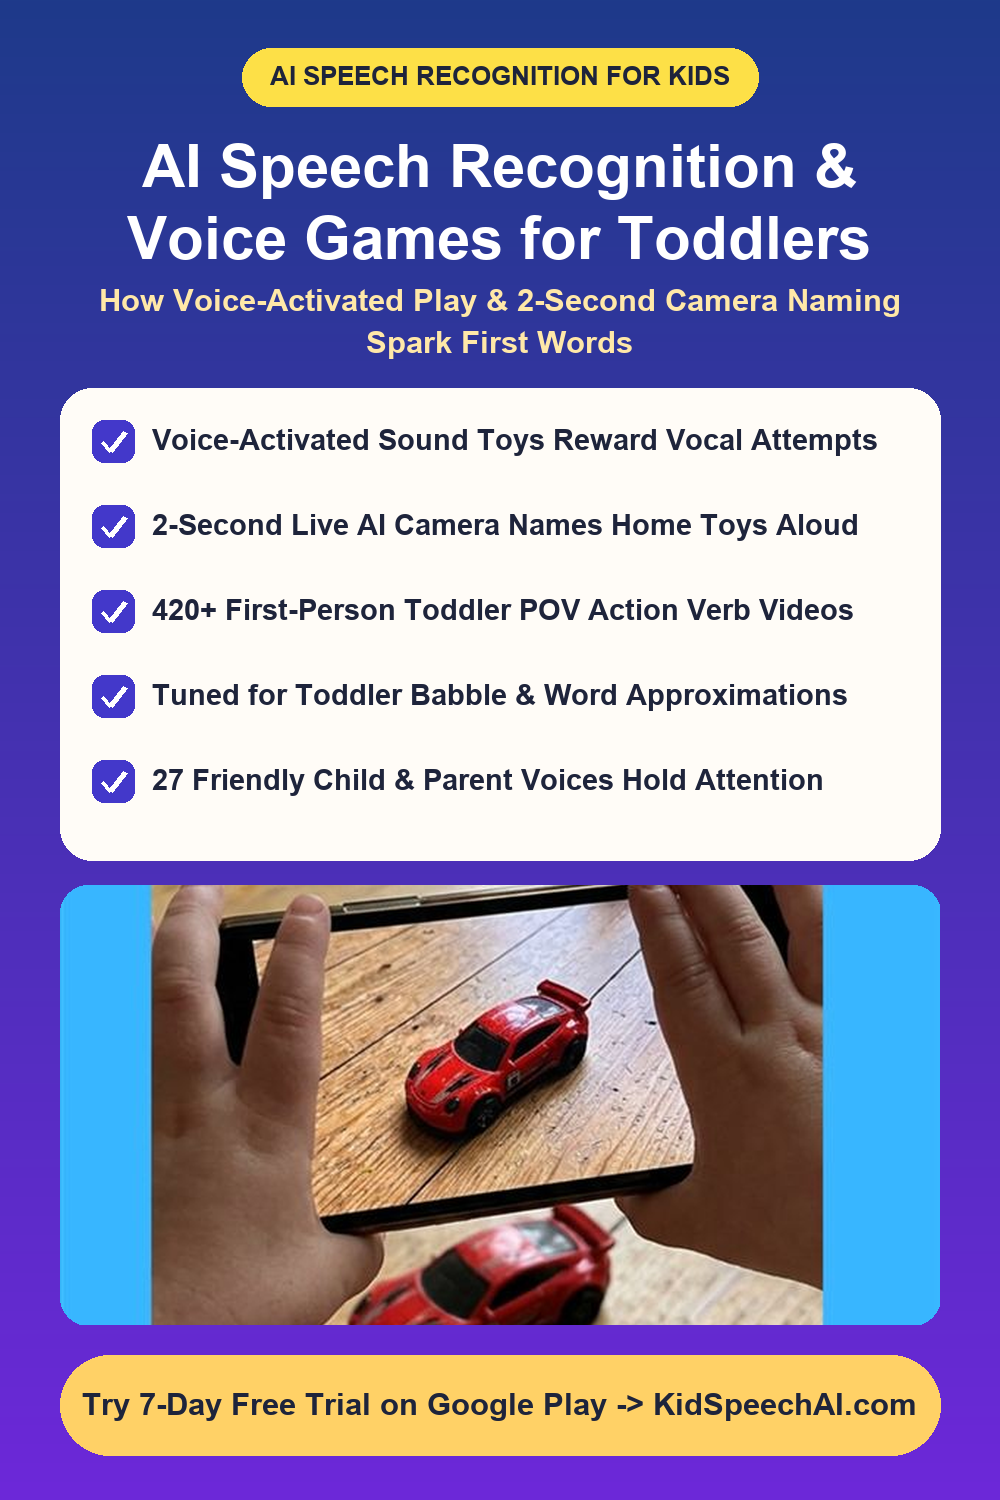 AI SPEECH RECOGNITION FOR KIDS
AI Speech Recognition &
Voice Games for Toddlers
How Voice-Activated Play & 2-Second Camera Naming
Spark First Words
Voice-Activated Sound Toys Reward Vocal Attempts
2-Second Live AI Camera Names Home Toys Aloud
420+ First-Person Toddler POV Action Verb Videos
Tuned for Toddler Babble & Word Approximations
27 Friendly Child & Parent Voices Hold Attention
Try 7-Day Free Trial on Google Play -> KidSpeechAI.com